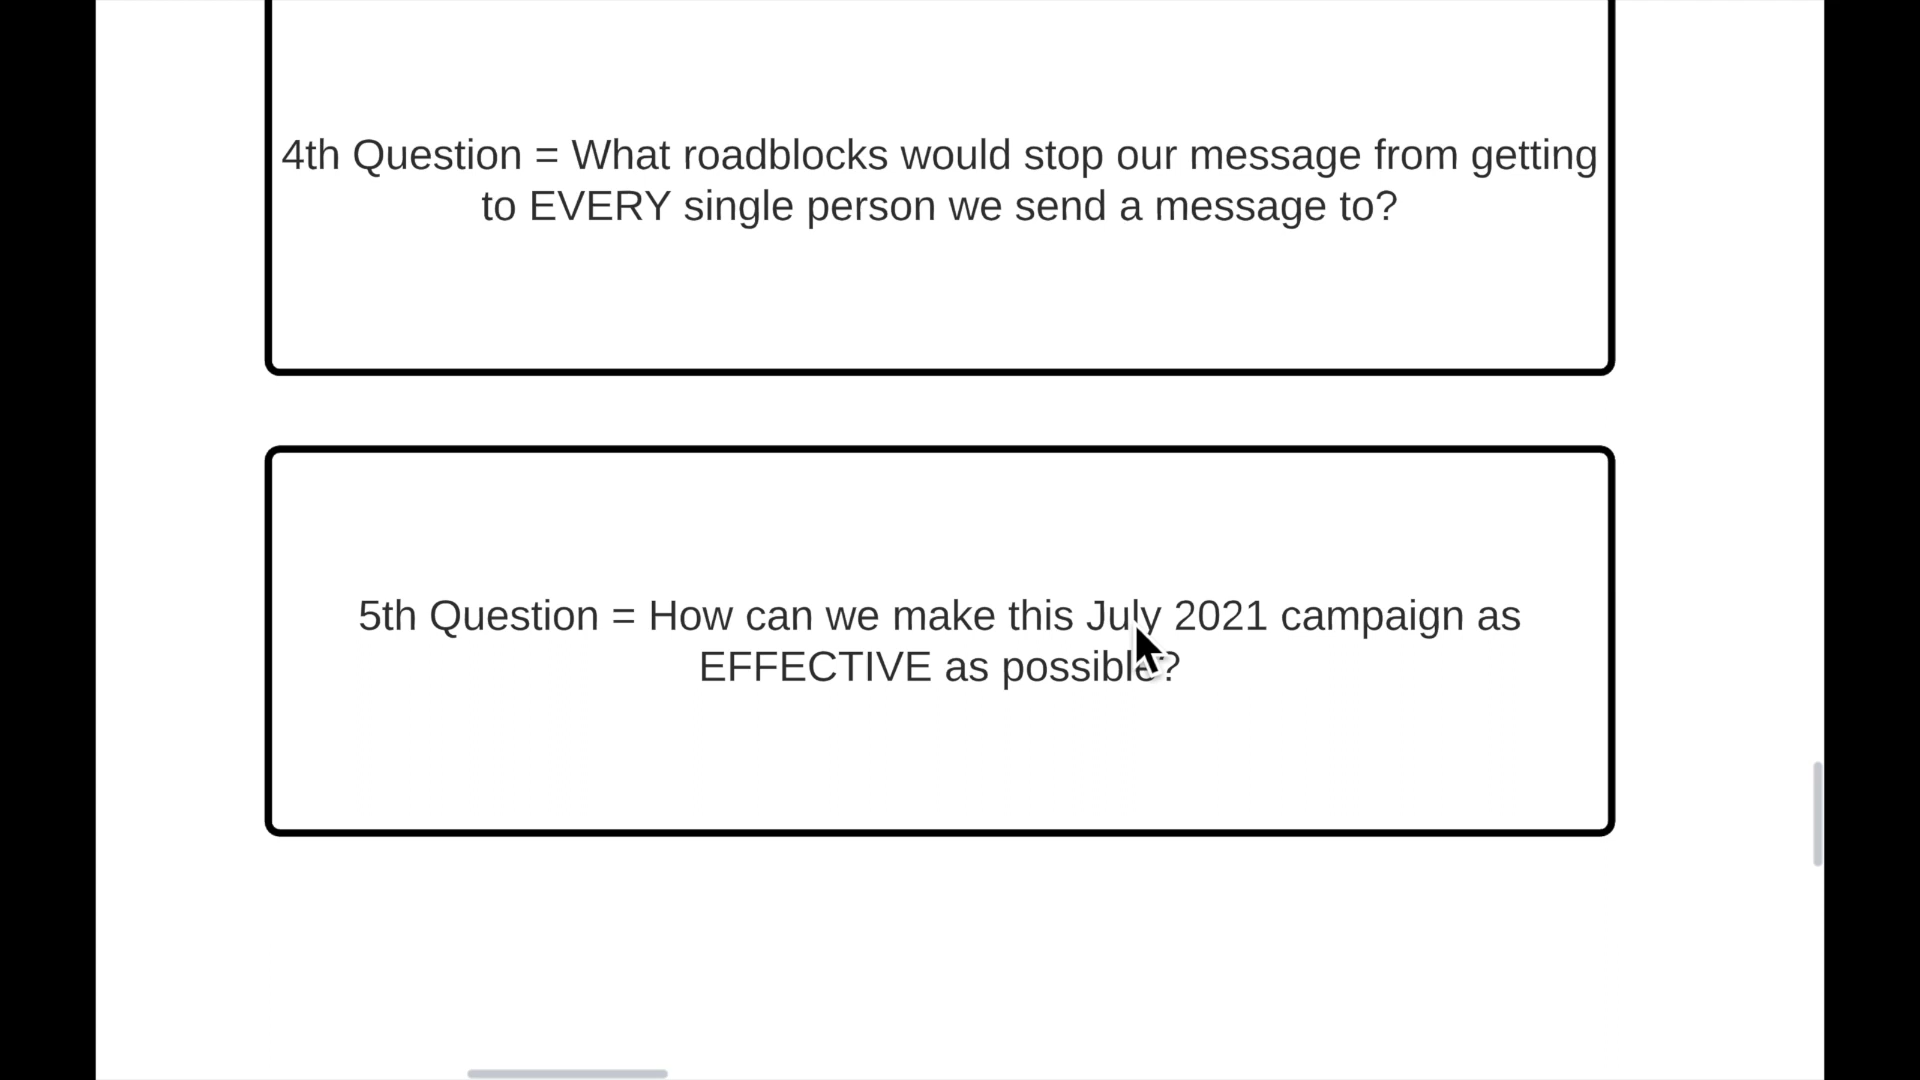 4th Question = What roadblocks would stop our message from getting
to EVERY single person we send a message to?
5th Question = How can we make this July 2021 campaign as
EFFECTIVE as possible?